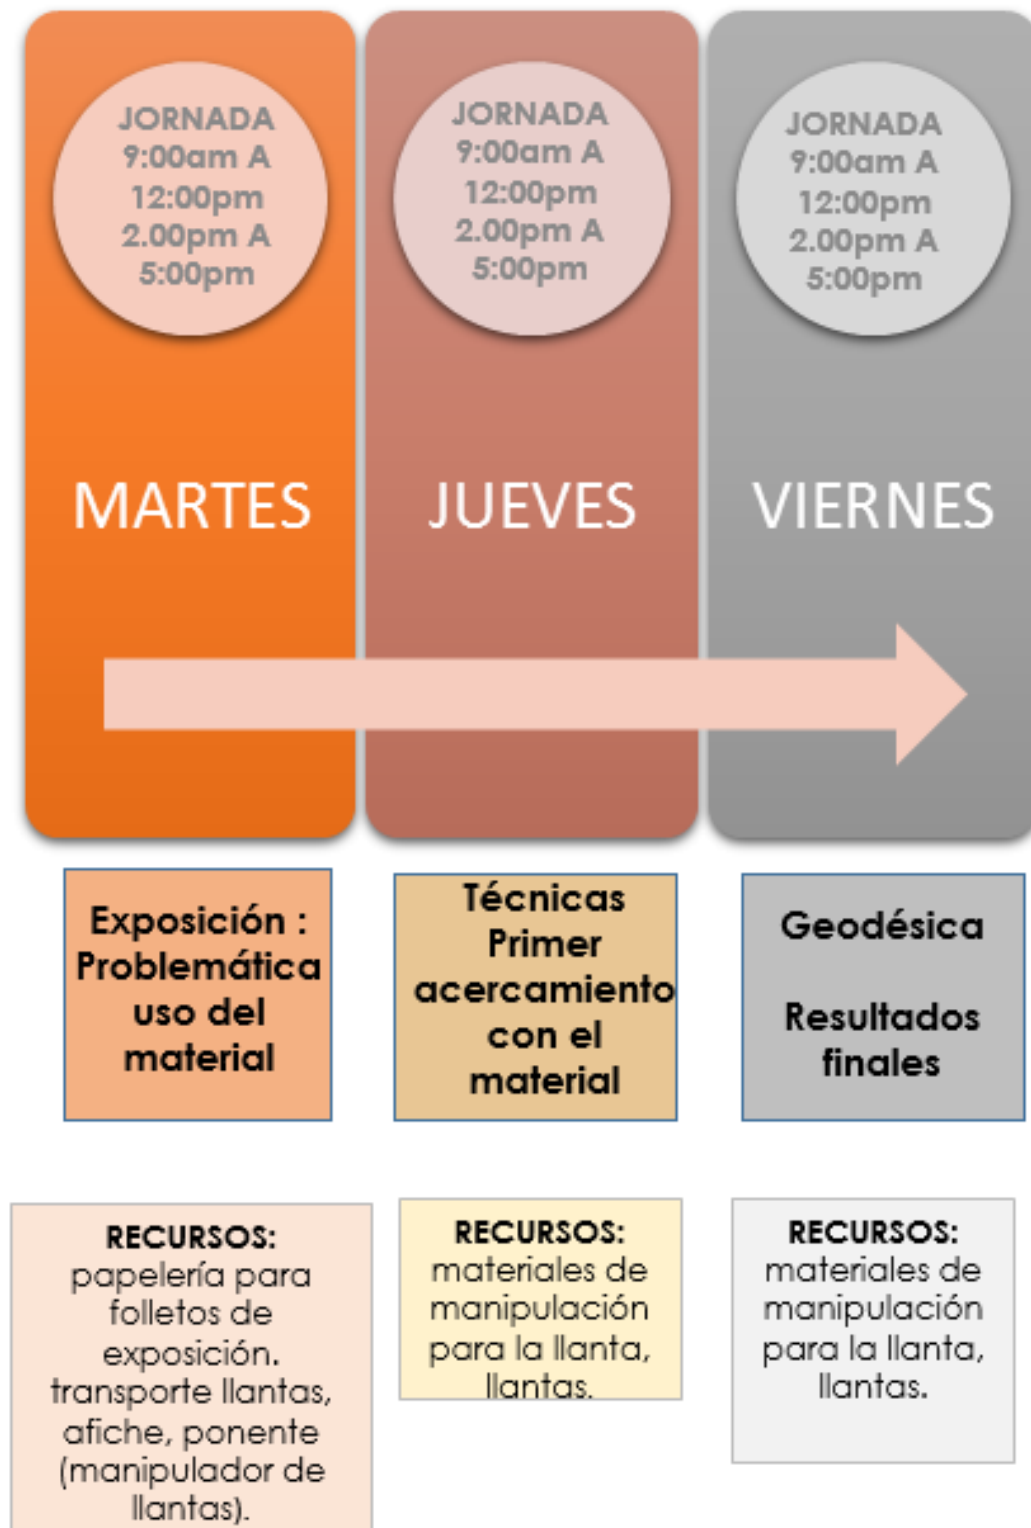 JORNADA
9:00am A
12:00pm
2.00pm A
5:00pm
MARTES
JORNADA
9:00am A
12:00pm
2.00pm A
5:00pm
JUEVES
JORNADA
9:00am A
12:00pm
2.00pm A
5:00pm
VIERNES
Exposición :
Problemática
uso del
material
Técnicas
Primer
acercamiento
con el
material
Geodésica
Resultados
finales
RECURSOS:
papelería para
folletos de
exposición.
transporte llantas,
afiche, ponente
(manipulador de
llantas).
RECURSOS:
materiales de
manipulación
para la llanta,
llantas.
RECURSOS:
materiales de
manipulación
para la llanta,
llantas.